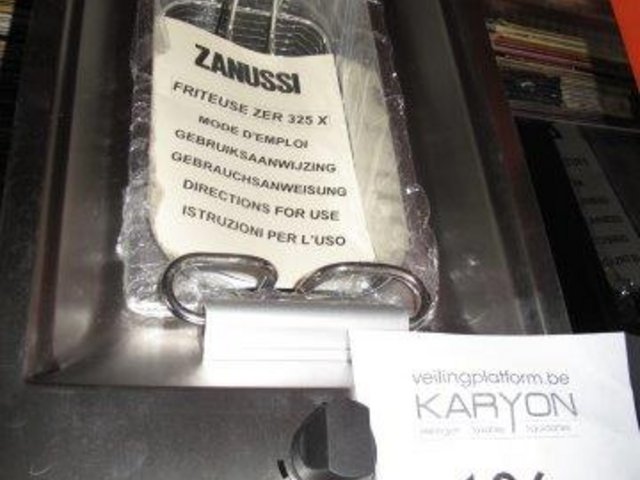 ZANUSSI
FRITEUSE ZER 325 X
MODE D'EMPLOI
GEBRUIKSAANWIJZING
GEBRAUCHSANWEISUNG
DIRECTIONS FOR USE
ISTRUZIONI PER L'USO
veilingplatform.be
KARYON